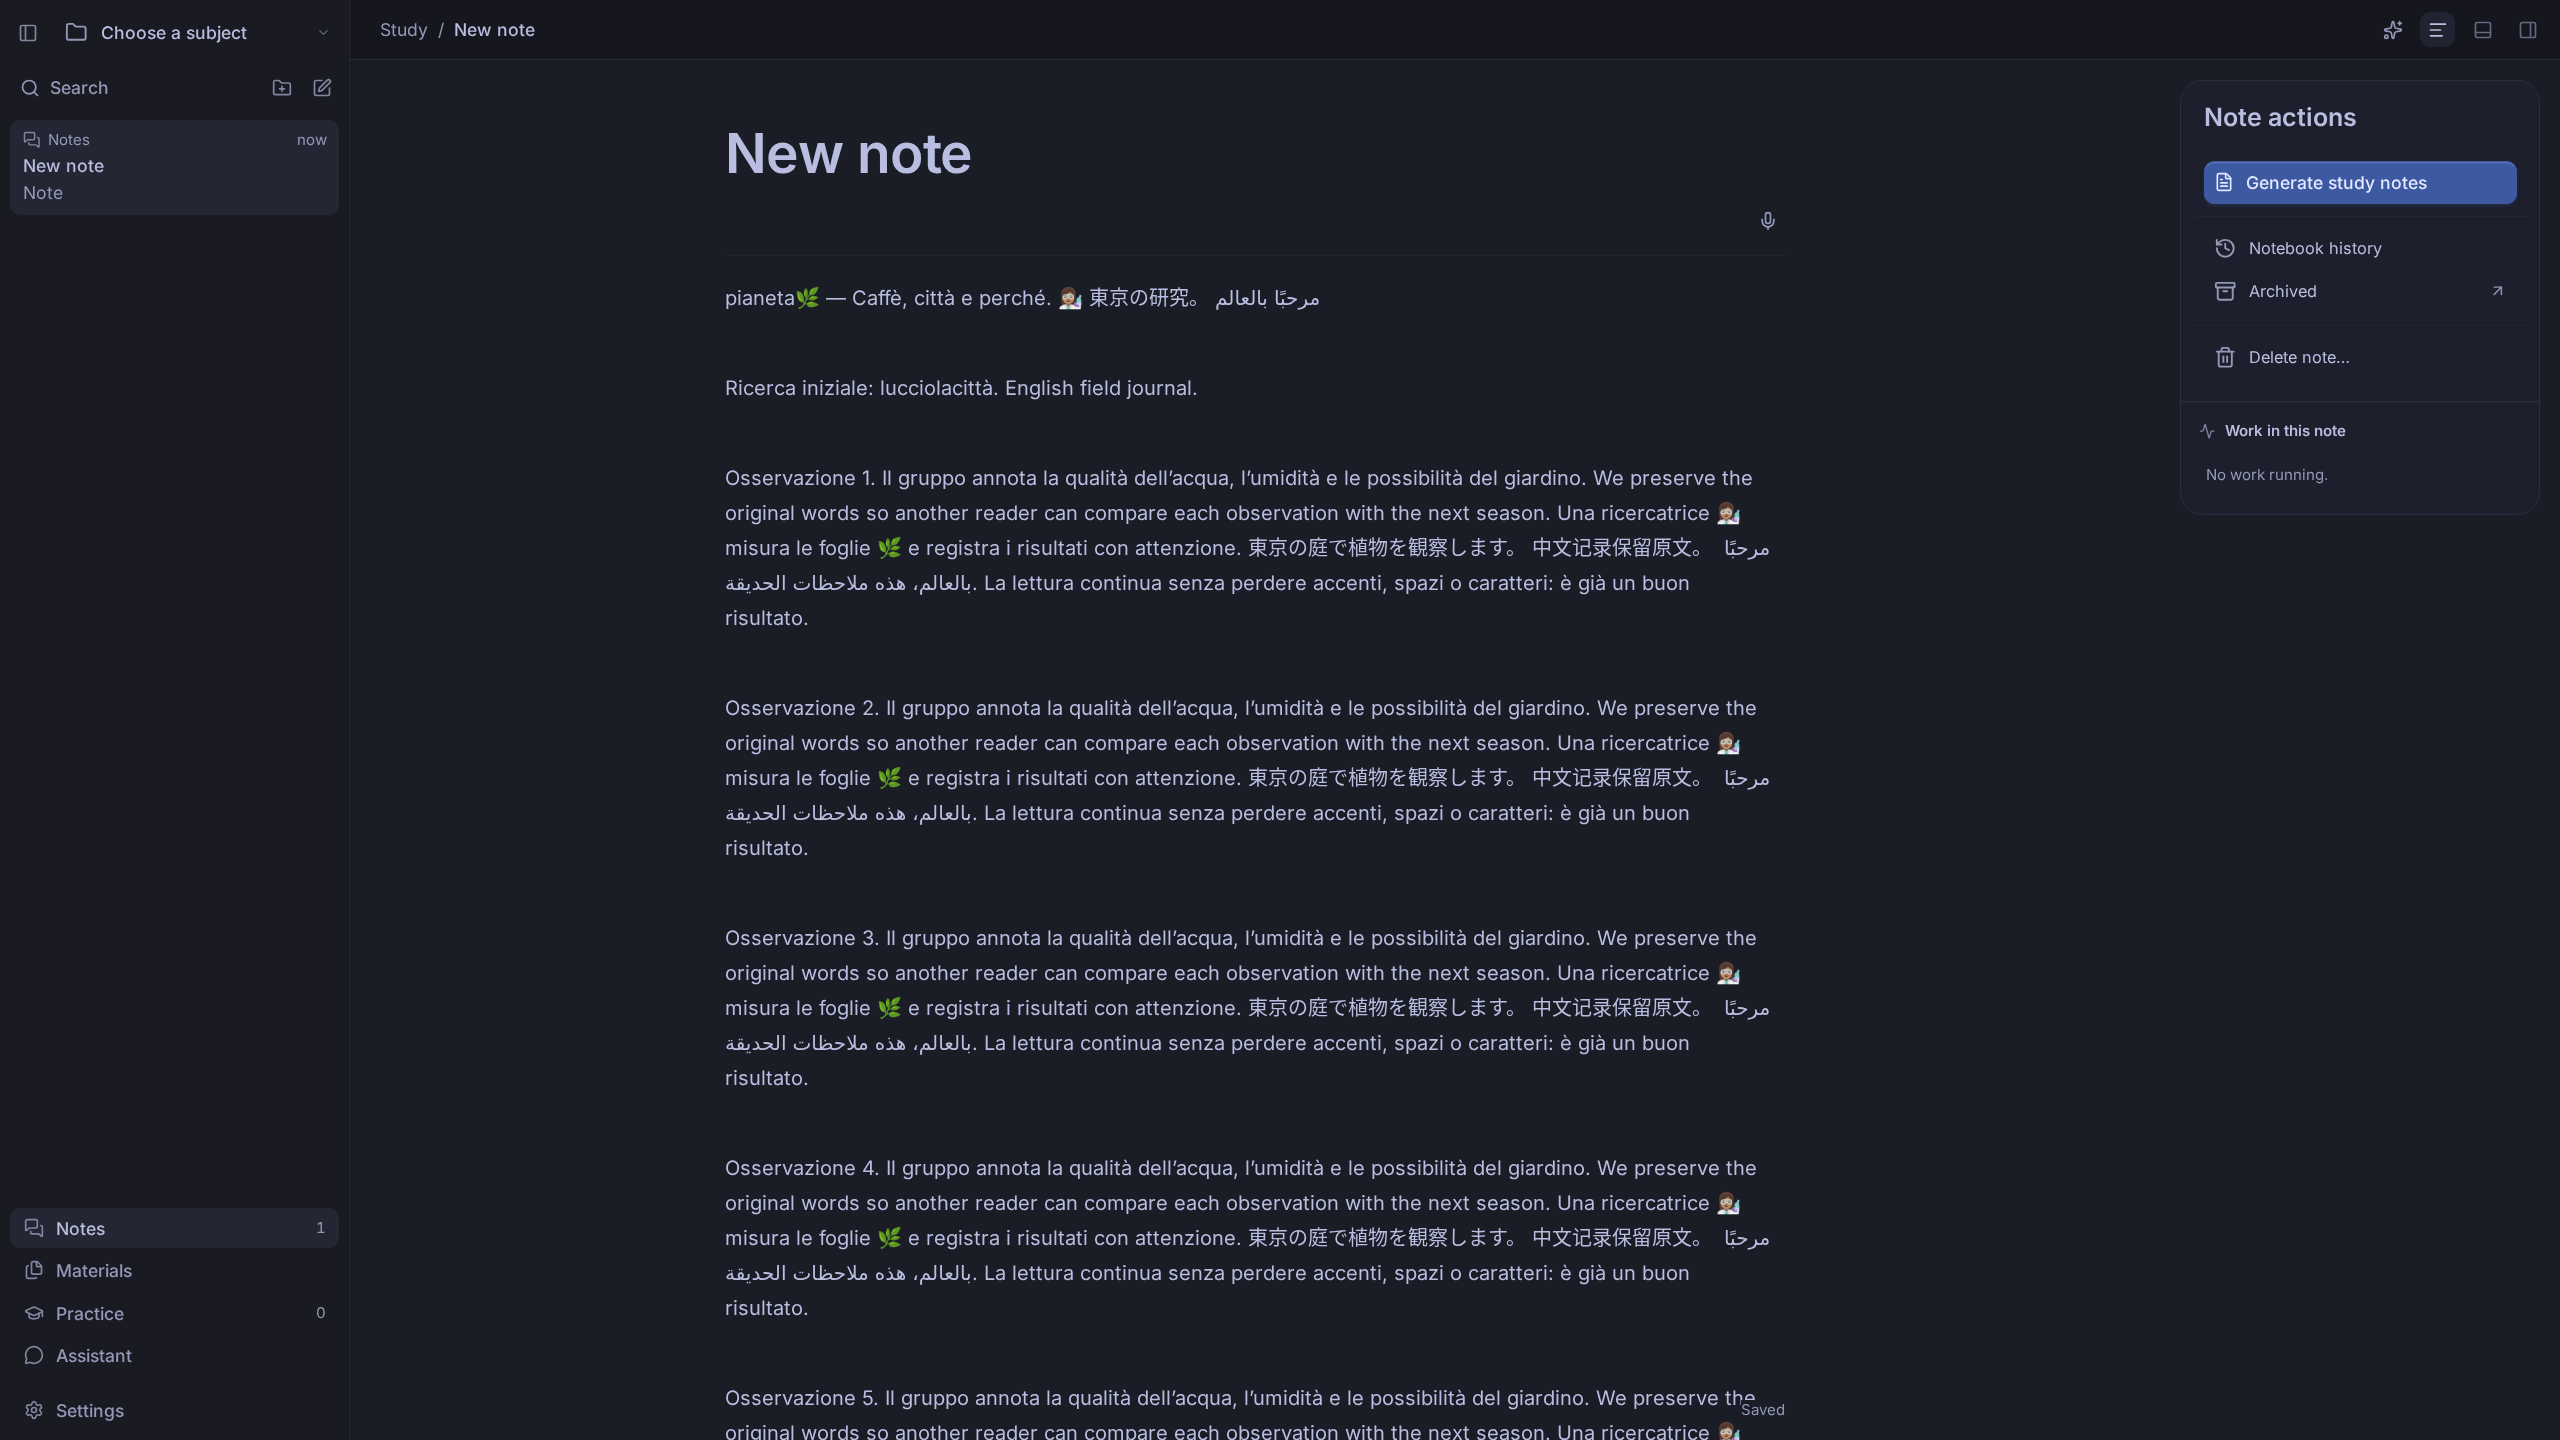 Choose a subject
Search
Notes now
New note
Note
Notes 1
Materials
Practice 0
Assistant
Settings
Study / New note
New note
pianeta🌿 — Caffè, città e perché. 👩🏽‍🔬 東京の研究。 مرحبًا بالعالم
Ricerca iniziale: lucciolacittà. English field journal.
Osservazione 1. Il gruppo annota la qualità dell’acqua, l’umidità e le possibilità del giardino. We preserve the
original words so another reader can compare each observation with the next season. Una ricercatrice 👩🏽‍🔬
misura le foglie 🌿 e registra i risultati con attenzione. 東京の庭で植物を観察します。 中文记录保留原文。 مرحبًا
بالعالم، هذه ملاحظات الحديقة. La lettura continua senza perdere accenti, spazi o caratteri: è già un buon
risultato.
Osservazione 2. Il gruppo annota la qualità dell’acqua, l’umidità e le possibilità del giardino. We preserve the
original words so another reader can compare each observation with the next season. Una ricercatrice 👩🏽‍🔬
misura le foglie 🌿 e registra i risultati con attenzione. 東京の庭で植物を観察します。 中文记录保留原文。 مرحبًا
بالعالم، هذه ملاحظات الحديقة. La lettura continua senza perdere accenti, spazi o caratteri: è già un buon
risultato.
Osservazione 3. Il gruppo annota la qualità dell’acqua, l’umidità e le possibilità del giardino. We preserve the
original words so another reader can compare each observation with the next season. Una ricercatrice 👩🏽‍🔬
misura le foglie 🌿 e registra i risultati con attenzione. 東京の庭で植物を観察します。 中文记录保留原文。 مرحبًا
بالعالم، هذه ملاحظات الحديقة. La lettura continua senza perdere accenti, spazi o caratteri: è già un buon
risultato.
Osservazione 4. Il gruppo annota la qualità dell’acqua, l’umidità e le possibilità del giardino. We preserve the
original words so another reader can compare each observation with the next season. Una ricercatrice 👩🏽‍🔬
misura le foglie 🌿 e registra i risultati con attenzione. 東京の庭で植物を観察します。 中文记录保留原文。 مرحبًا
بالعالم، هذه ملاحظات الحديقة. La lettura continua senza perdere accenti, spazi o caratteri: è già un buon
risultato.
Osservazione 5. Il gruppo annota la qualità dell’acqua, l’umidità e le possibilità del giardino. We preserve the
original words so another reader can compare each observation with the next season. Una ricercatrice 👩🏽‍🔬
Saved
Note actions
Generate study notes
Notebook history
Archived
Delete note…
Work in this note
No work running.